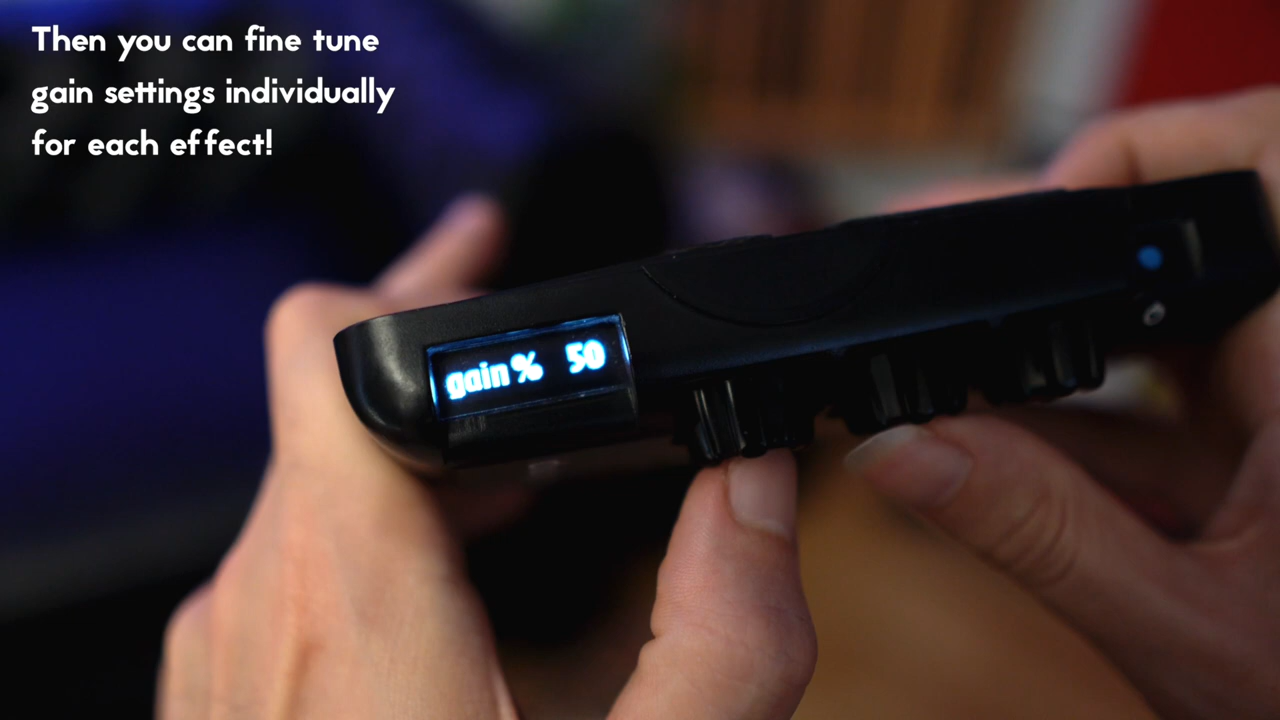 Then you can fine tune
gain settings individually
for each effect!
gain% 50